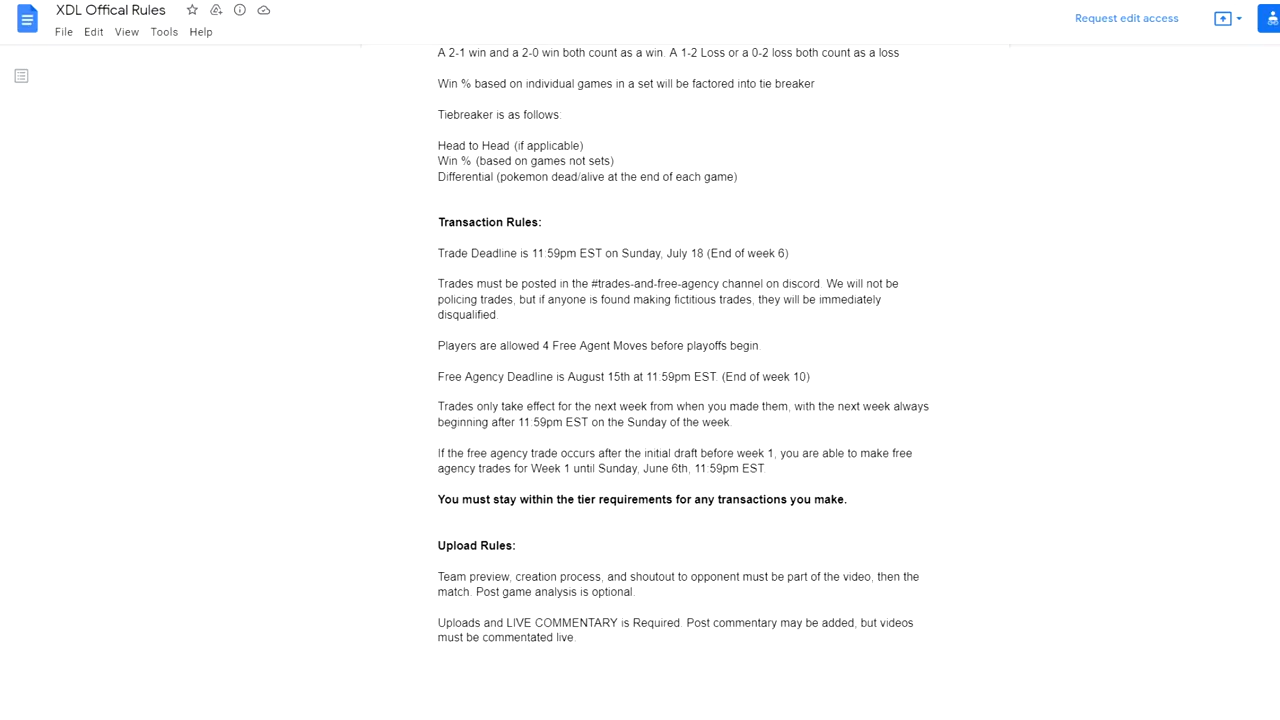 XDL Offical Rules
Request edit access
File Edit View Tools Help
A 2-1 win and a 2-0 win both count as a win. A 1-2 Loss or a 0-2 loss both count as a loss
Win % based on individual games in a set will be factored into tie breaker
Tiebreaker is as follows:
Head to Head (if applicable)
Win % (based on games not sets)
Differential (pokemon dead/alive at the end of each game)
Transaction Rules:
Trade Deadline is 11:59pm EST on Sunday, July 18 (End of week 6)
Trades must be posted in the #trades-and-free-agency channel on discord. We will not be
policing trades, but if anyone is found making fictitious trades, they will be immediately
disqualified.
Players are allowed 4 Free Agent Moves before playoffs begin.
Free Agency Deadline is August 15th at 11:59pm EST. (End of week 10)
Trades only take effect for the next week from when you made them, with the next week always
beginning after 11:59pm EST on the Sunday of the week.
If the free agency trade occurs after the initial draft before week 1, you are able to make free
agency trades for Week 1 until Sunday, June 6th, 11:59pm EST.
You must stay within the tier requirements for any transactions you make.
Upload Rules:
Team preview, creation process, and shoutout to opponent must be part of the video, then the
match. Post game analysis is optional.
Uploads and LIVE COMMENTARY is Required. Post commentary may be added, but videos
must be commentated live.